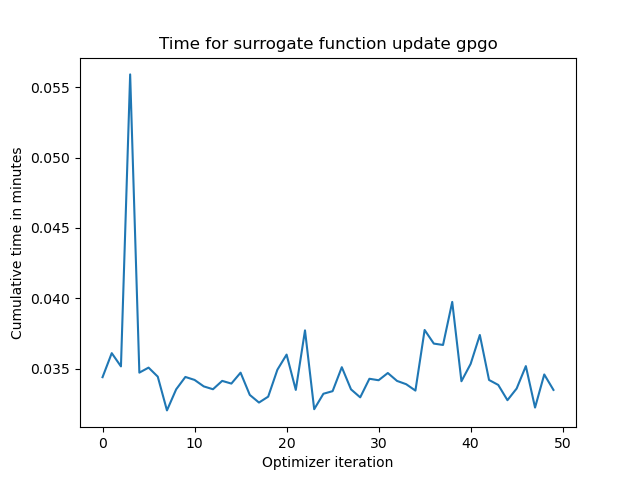 Time for surrogate function update gpgo
Cumulative time in minutes
0.055
0.050
0.045
0.040
0.035
0 10 20 30 40 50
Optimizer iteration